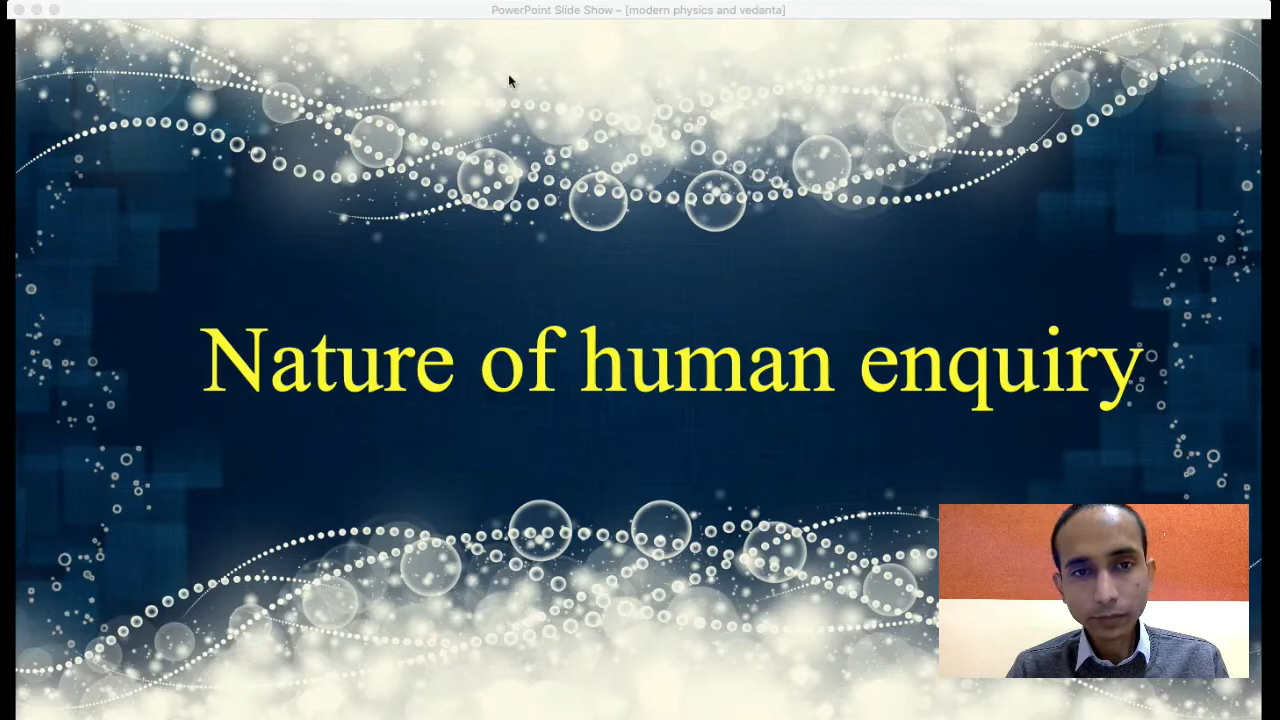 PowerPoint Slide Show – [modern physics and vedanta]
Nature of human enquiry